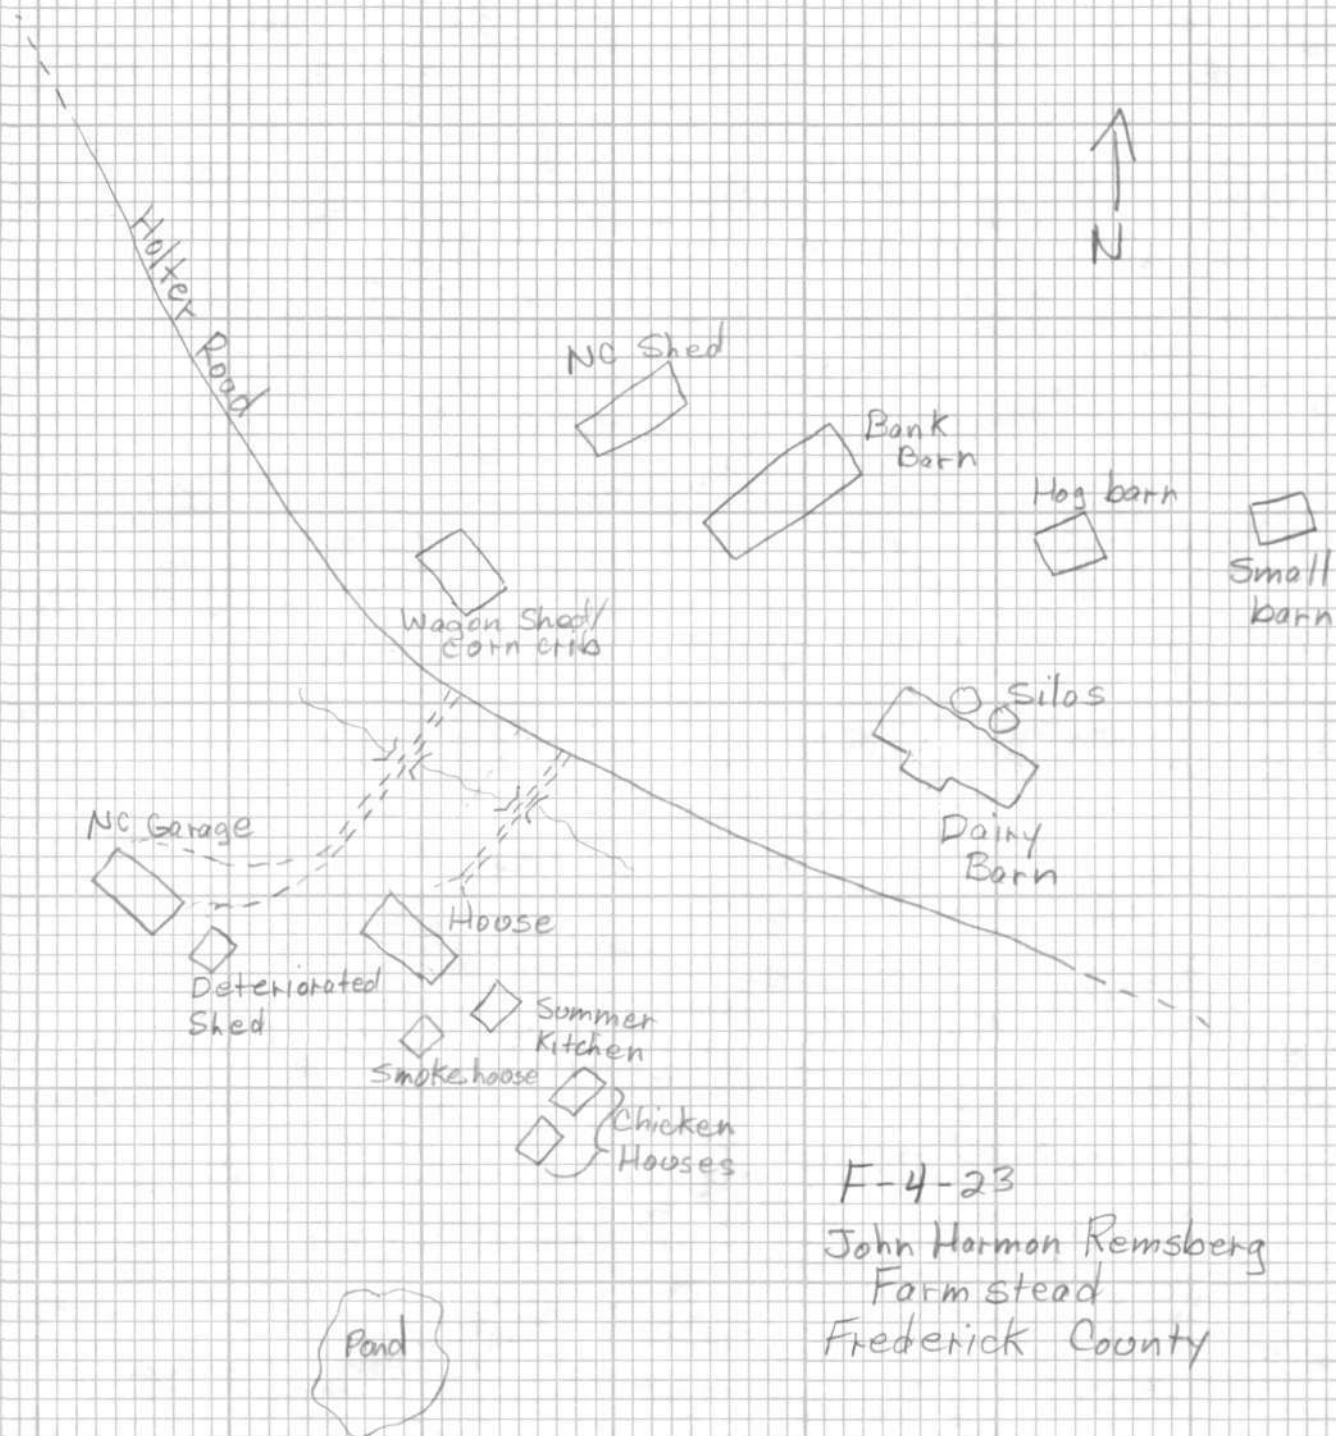 Holter Road
N
NC Shed
Bank
Barn
Hog barn
Small
barn
Wagon Shed/
Corn crib
Silos
Dairy
Barn
NC Garage
House
Deteriorated
Shed
Summer
Kitchen
Smokehouse
Chicken
Houses
F-4-23
John Harmon Remsberg
Farmstead
Frederick County
Pond